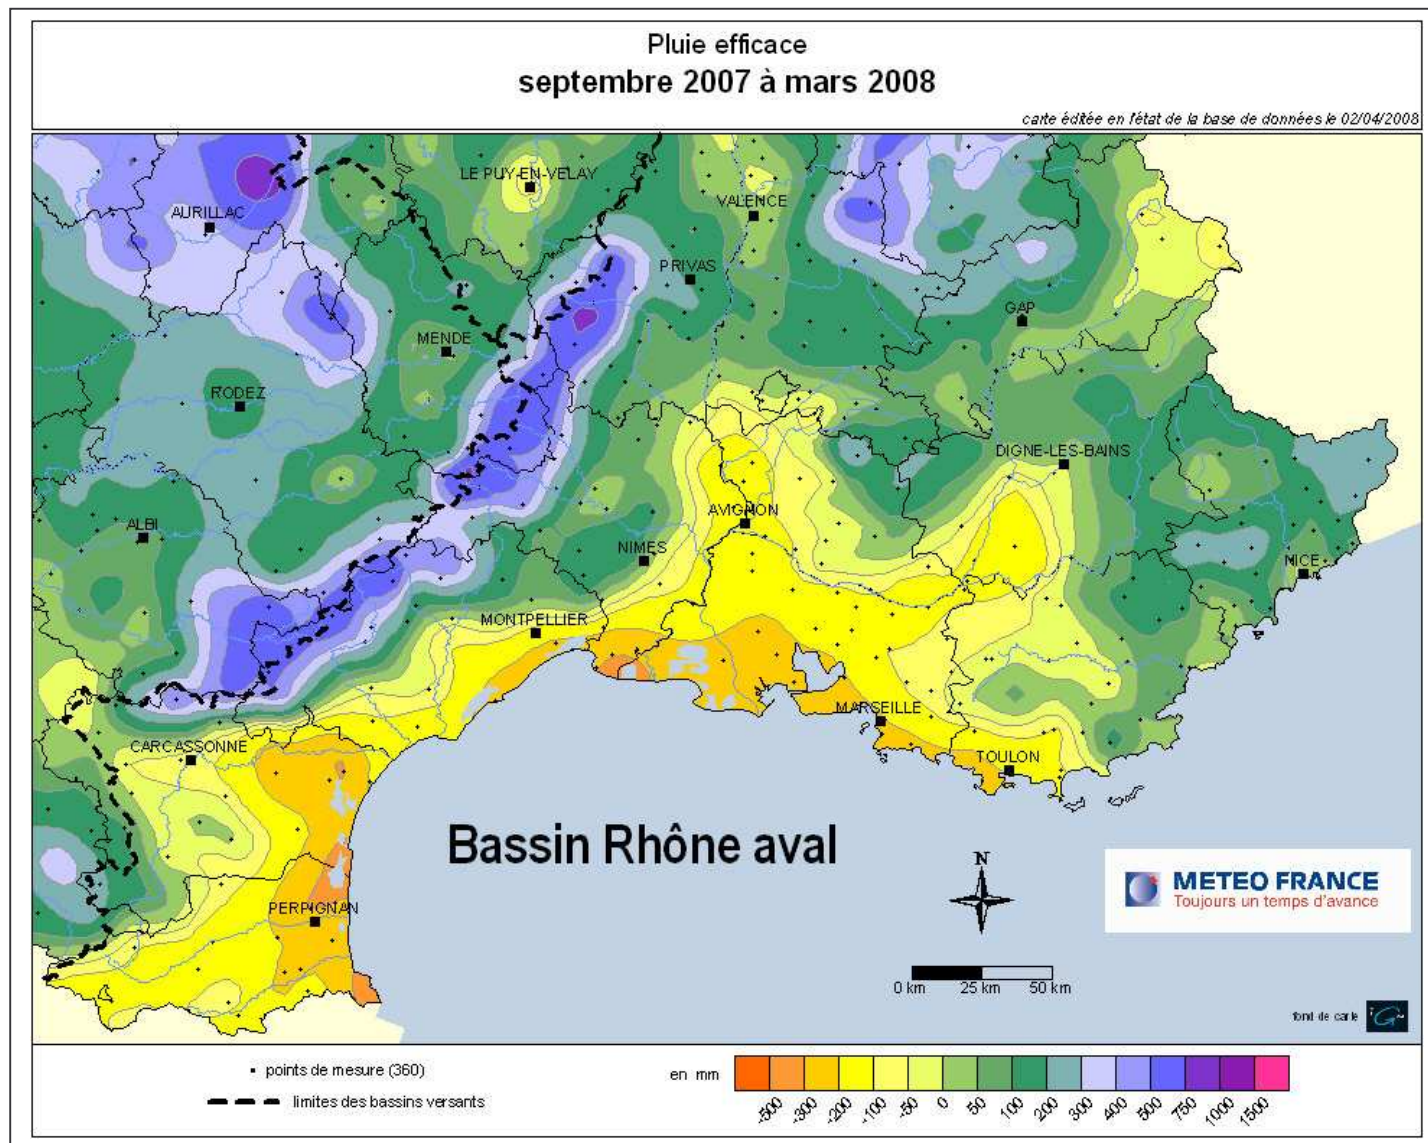 Pluie efficace
septembre 2007 à mars 2008
carte éditée en l'état de la base de données le 02/04/2008
LE PUY-EN-VELAY
AURILLAC
VALENCE
PRIVAS
GAP
MENDE
RODEZ
DIGNE-LES-BAINS
AVIGNON
ALBI
NIMES
NICE
MONTPELLIER
MARSEILLE
CARCASSONNE
TOULON
Bassin Rhône aval
N
METEO FRANCE
Toujours un temps d'avance
PERPIGNAN
0 km 25 km 50 km
fond de carte
points de mesure (360)
limites des bassins versants
en mm
-500 -300 -200 -100 -50 0 50 100 200 300 400 500 750 1000 1500